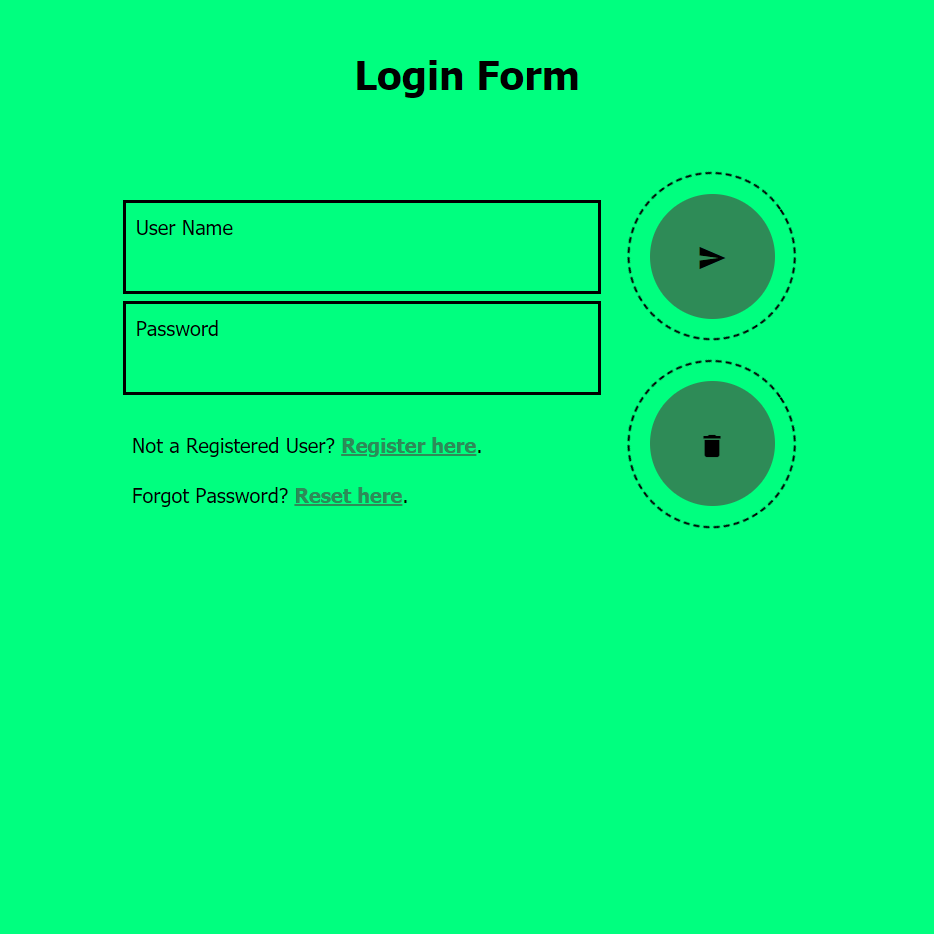 Login Form
User Name
Password
Not a Registered User? Register here.
Forgot Password? Reset here.